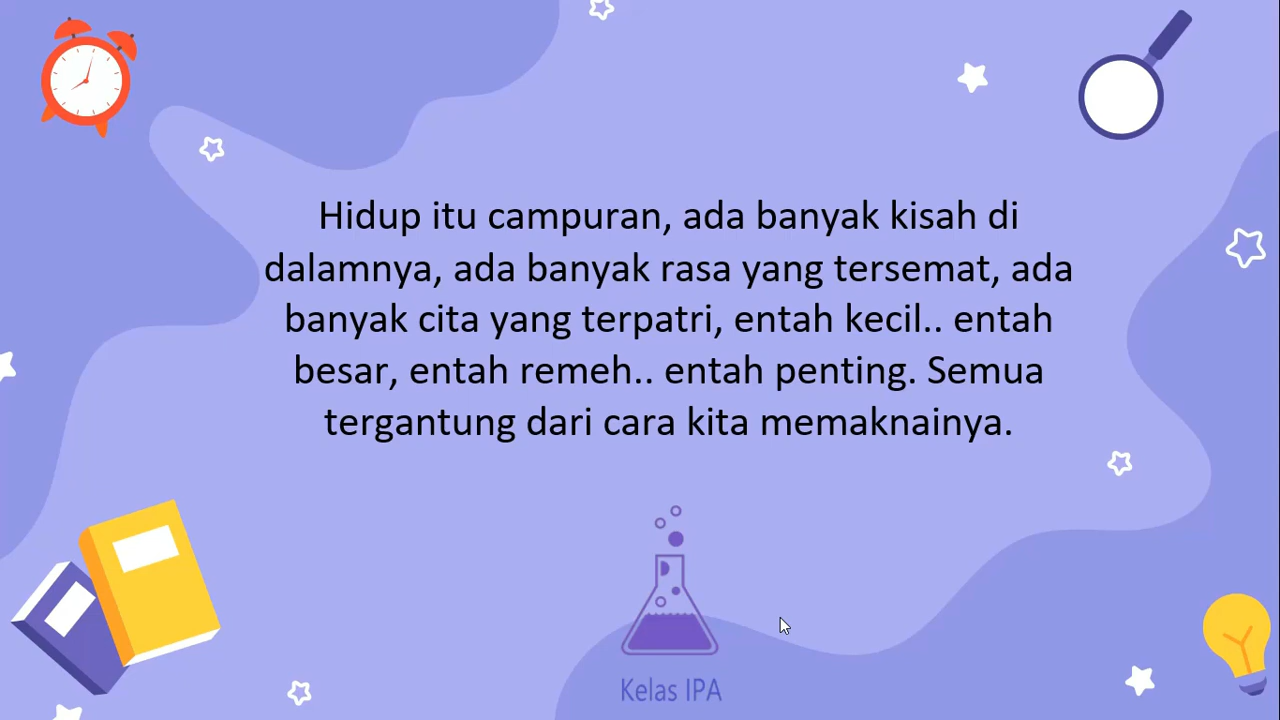 Hidup itu campuran, ada banyak kisah di
dalamnya, ada banyak rasa yang tersemat, ada
banyak cita yang terpatri, entah kecil.. entah
besar, entah remeh.. entah penting. Semua
tergantung dari cara kita memaknainya.
Kelas IPA